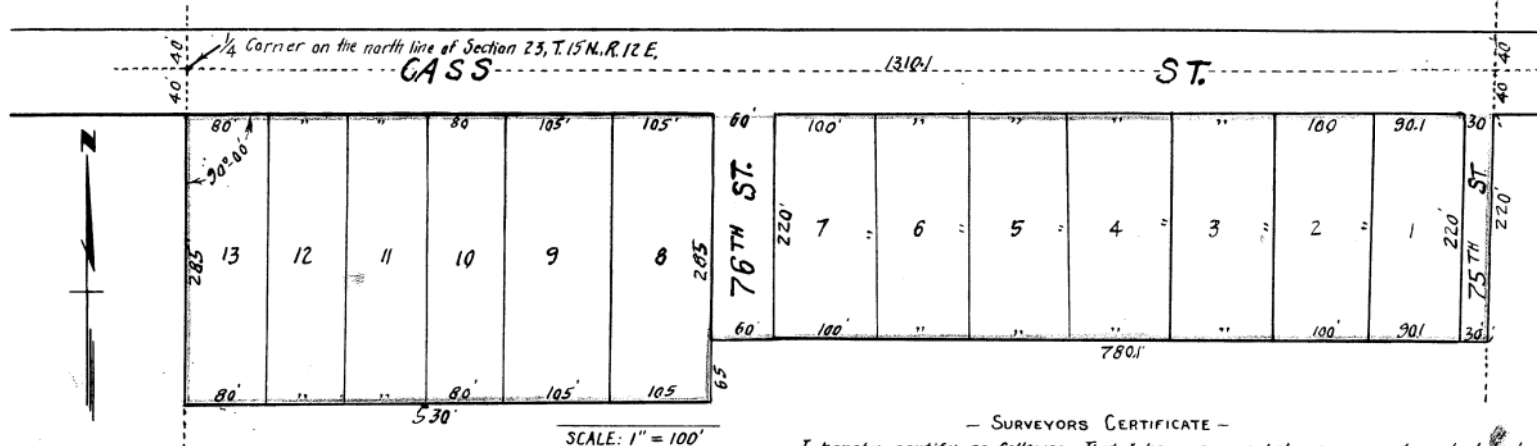 40' 40'
1/4 Corner on the north line of Section 23, T.15 N., R.12 E.
CASS 1310.1 ST.
40 40'
80' " " 80 105' 105' 60' 100' " " " " 100 90.1 30'
90°-00'
N
285' 13 12 11 10 9 8 285
76TH ST.
220' 7 " 6 " 5 " 4 " 3 " 2 " 1 220'
75TH ST
220'
60' 100' " " " " 100' 90.1 30'
780.1'
65
80' " " 80' 105' 105
530'
SCALE: 1" = 100'
- SURVEYORS CERTIFICATE -